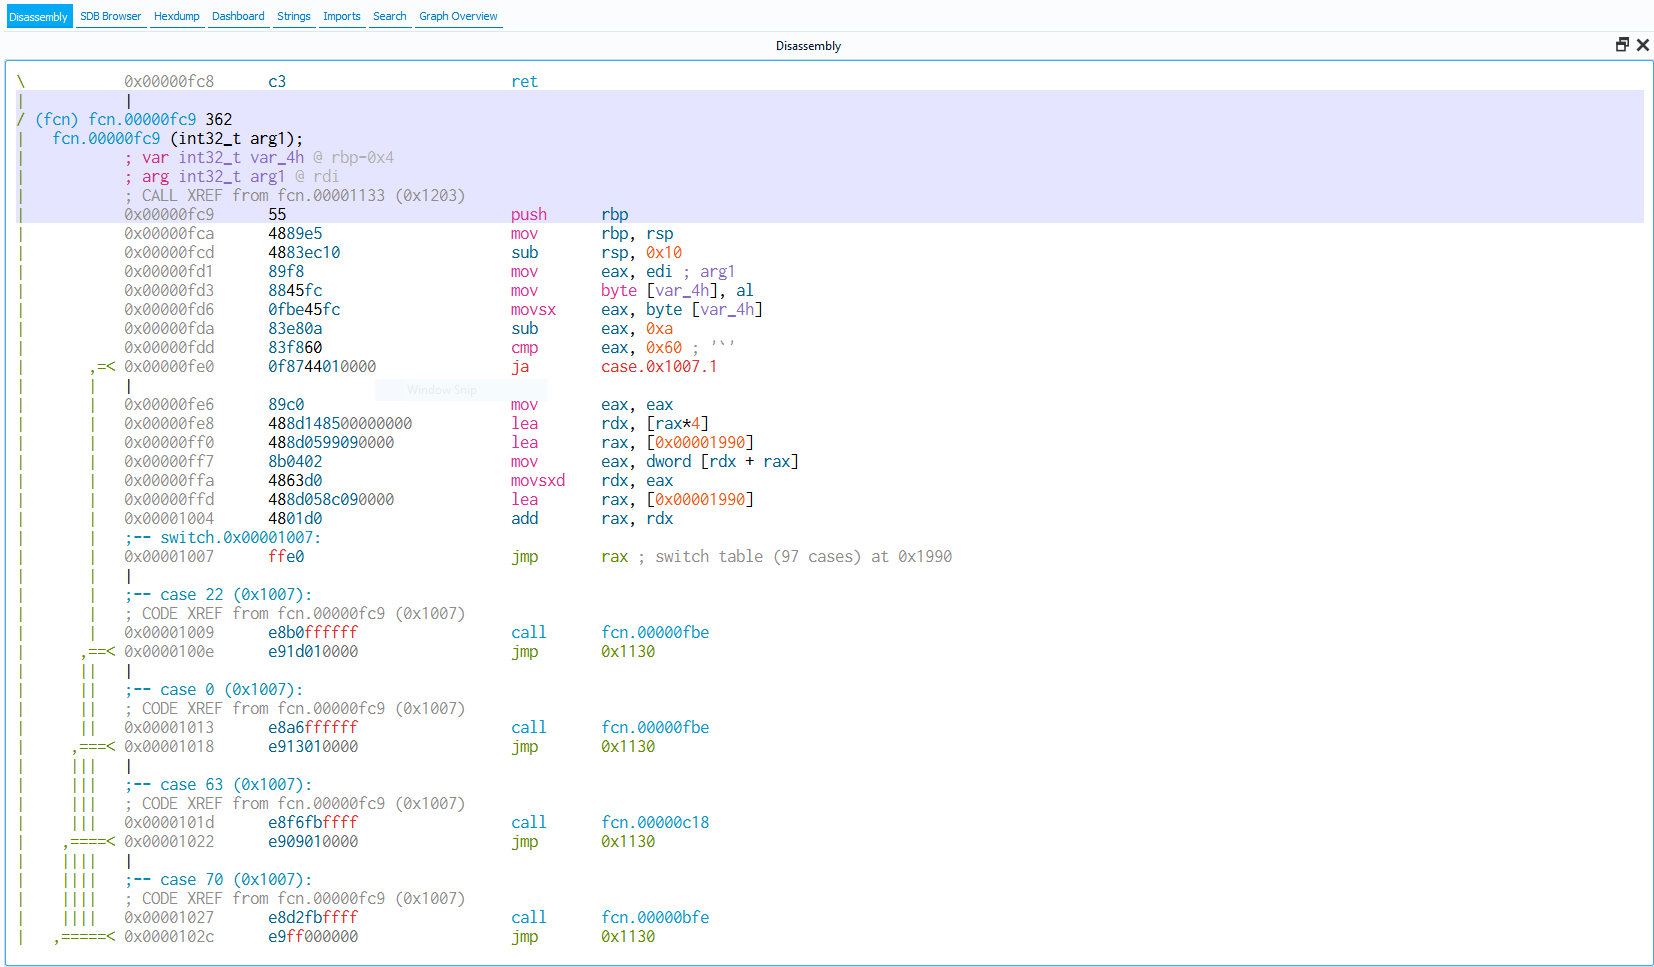 Disassembly SDB Browser Hexdump Dashboard Strings Imports Search Graph Overview
Disassembly
\ 0x00000fc8 c3 ret
/ (fcn) fcn.00000fc9 362
fcn.00000fc9 (int32_t arg1);
; var int32_t var_4h @ rbp-0x4
; arg int32_t arg1 @ rdi
; CALL XREF from fcn.00001133 (0x1203)
0x00000fc9 55 push rbp
0x00000fca 4889e5 mov rbp, rsp
0x00000fcd 4883ec10 sub rsp, 0x10
0x00000fd1 89f8 mov eax, edi ; arg1
0x00000fd3 8845fc mov byte [var_4h], al
0x00000fd6 0fbe45fc movsx eax, byte [var_4h]
0x00000fda 83e80a sub eax, 0xa
0x00000fdd 83f860 cmp eax, 0x60 ; '`'
,=< 0x00000fe0 0f8744010000 ja case.0x1007.1
Window Snip
0x00000fe6 89c0 mov eax, eax
0x00000fe8 488d148500000000 lea rdx, [rax*4]
0x00000ff0 488d0599090000 lea rax, [0x00001990]
0x00000ff7 8b0402 mov eax, dword [rdx + rax]
0x00000ffa 4863d0 movsxd rdx, eax
0x00000ffd 488d058c090000 lea rax, [0x00001990]
0x00001004 4801d0 add rax, rdx
;-- switch.0x00001007:
0x00001007 ffe0 jmp rax ; switch table (97 cases) at 0x1990
;-- case 22 (0x1007):
; CODE XREF from fcn.00000fc9 (0x1007)
0x00001009 e8b0ffffff call fcn.00000fbe
,==< 0x0000100e e91d010000 jmp 0x1130
;-- case 0 (0x1007):
; CODE XREF from fcn.00000fc9 (0x1007)
0x00001013 e8a6ffffff call fcn.00000fbe
,===< 0x00001018 e913010000 jmp 0x1130
;-- case 63 (0x1007):
; CODE XREF from fcn.00000fc9 (0x1007)
0x0000101d e8f6fbffff call fcn.00000c18
,====< 0x00001022 e909010000 jmp 0x1130
;-- case 70 (0x1007):
; CODE XREF from fcn.00000fc9 (0x1007)
0x00001027 e8d2fbffff call fcn.00000bfe
,=====< 0x0000102c e9ff000000 jmp 0x1130